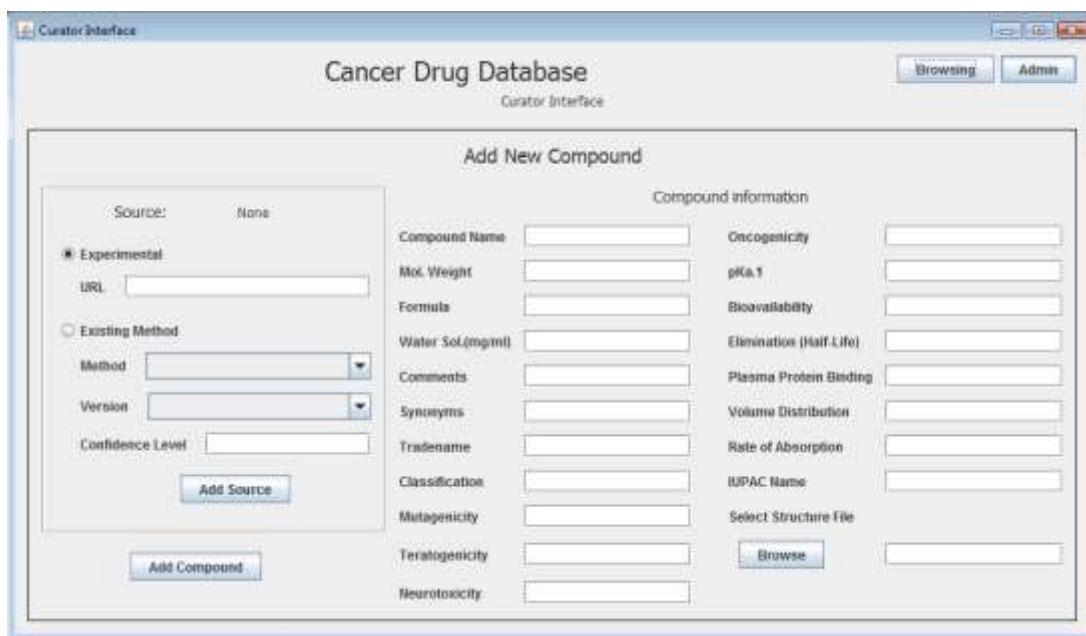 Curator Interface
Cancer Drug Database
Browsing
Admin
Curator Interface
Add New Compound
Source:
None
Experimental
URL
Existing Method
Method
Version
Confidence Level
Add Source
Add Compound
Compound information
Compound Name
Mol. Weight
Formula
Water Sol.(mg/ml)
Comments
Synonyms
Tradename
Classification
Mutagenicity
Teratogenicity
Neurotoxicity
Oncogenicity
pKa.1
Bioavailability
Elimination (Half-Life)
Plasma Protein Binding
Volume Distribution
Rate of Absorption
IUPAC Name
Select Structure File
Browse